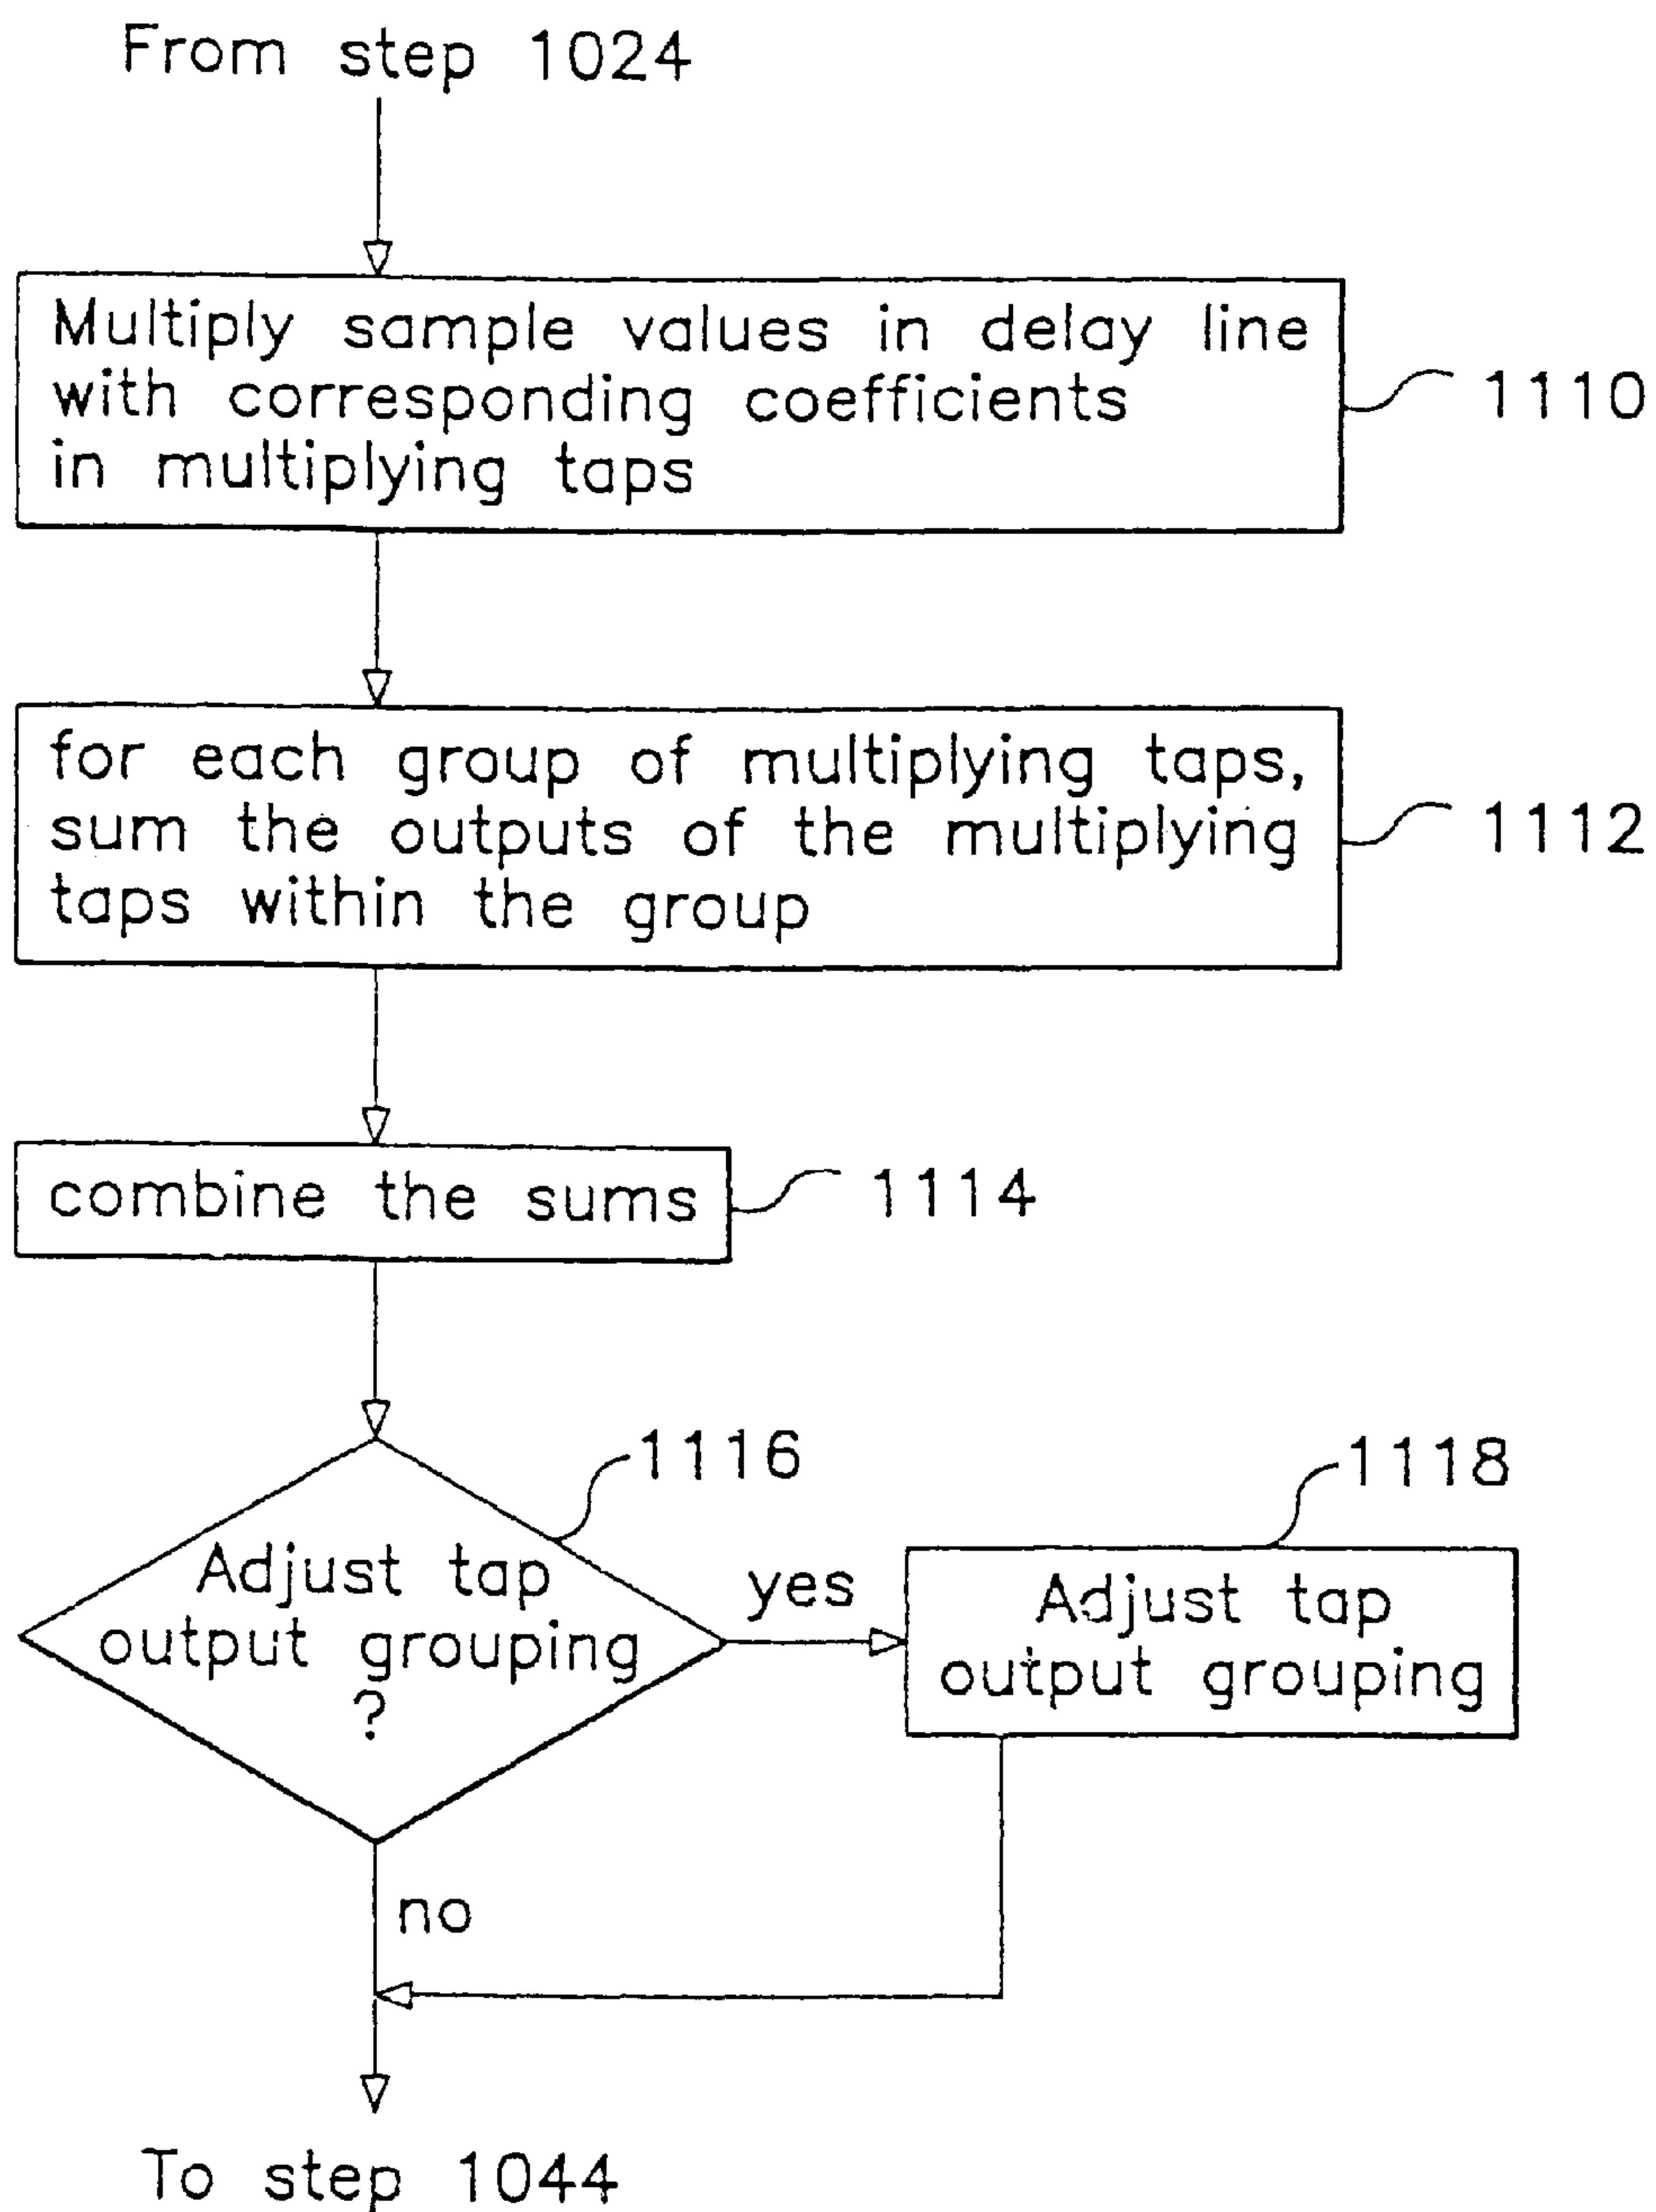 From step 1024
Multiply sample values in delay line
with corresponding coefficients
in multiplying taps
1110
for each group of multiplying taps,
sum the outputs of the multiplying
taps within the group
1112
combine the sums
1114
1116
Adjust tap
output grouping
?
yes
1118
Adjust tap
output grouping
no
To step 1044